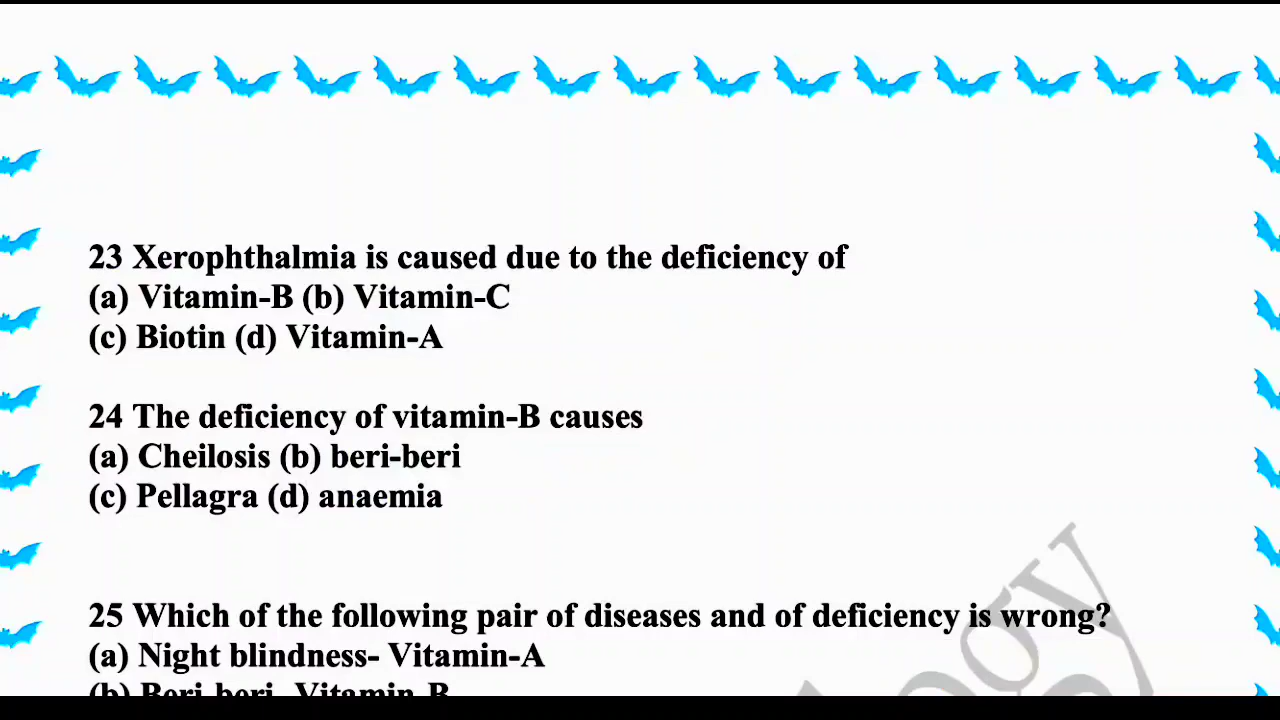 23 Xerophthalmia is caused due to the deficiency of
(a) Vitamin-B (b) Vitamin-C
(c) Biotin (d) Vitamin-A
24 The deficiency of vitamin-B causes
(a) Cheilosis (b) beri-beri
(c) Pellagra (d) anaemia
25 Which of the following pair of diseases and of deficiency is wrong?
(a) Night blindness- Vitamin-A
(b) Beri-beri- Vitamin-B